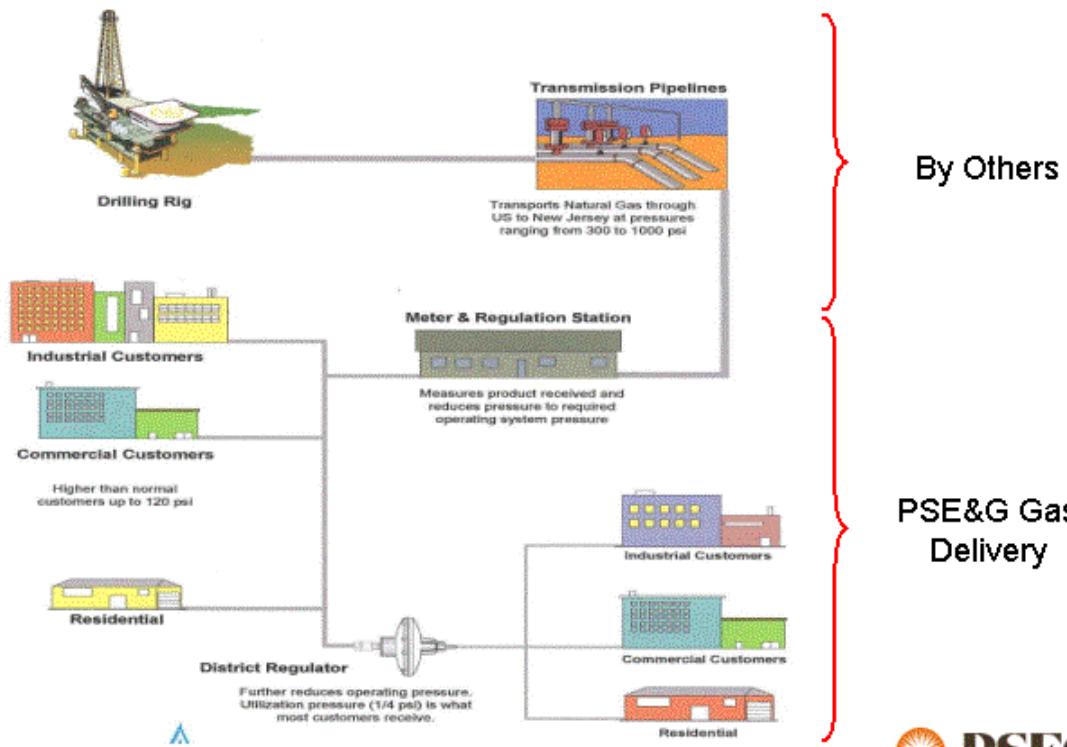 Transmission Pipelines
By Others
Drilling Rig
Transports Natural Gas through
US to New Jersey at pressures
ranging from 300 to 1000 psi
Meter & Regulation Station
Industrial Customers
Measures product received and
reduces pressure to required
operating system pressure
Commercial Customers
Higher than normal
customers up to 120 psi
PSE&G Gas
Delivery
Industrial Customers
Residential
Commercial Customers
District Regulator
Further reduces operating pressure.
Utilization pressure (1/4 psi) is what
most customers receive.
Residential